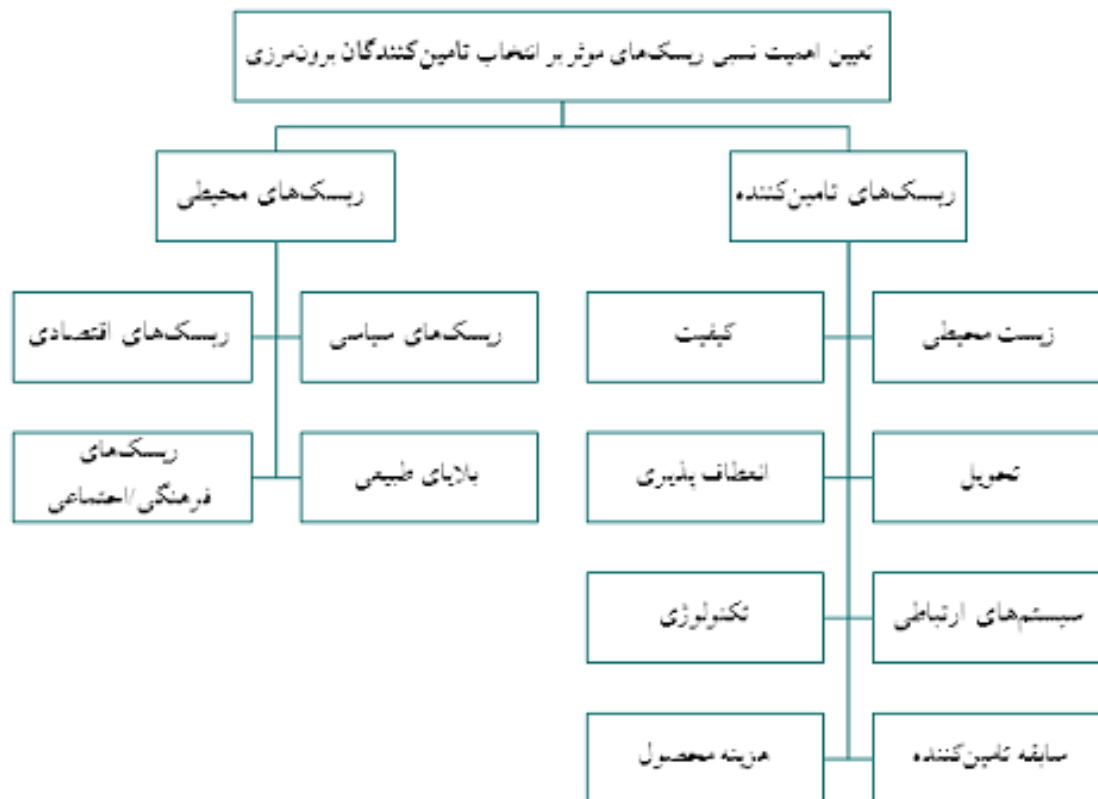 تعیین اهمیت نسبی ریسک‌های موثر بر انتخاب تامین‌کنندگان برون‌مرزی
ریسک‌های تامین‌کننده
ریسک‌های محیطی
زیست محیطی
کیفیت
ریسک‌های سیاسی
ریسک‌های اقتصادی
تحویل
انعطاف پذیری
بلایای طبیعی
ریسک‌های
فرهنگی/اجتماعی
سیستم‌های ارتباطی
تکنولوژی
سابقه تامین‌کننده
هزینه محصول